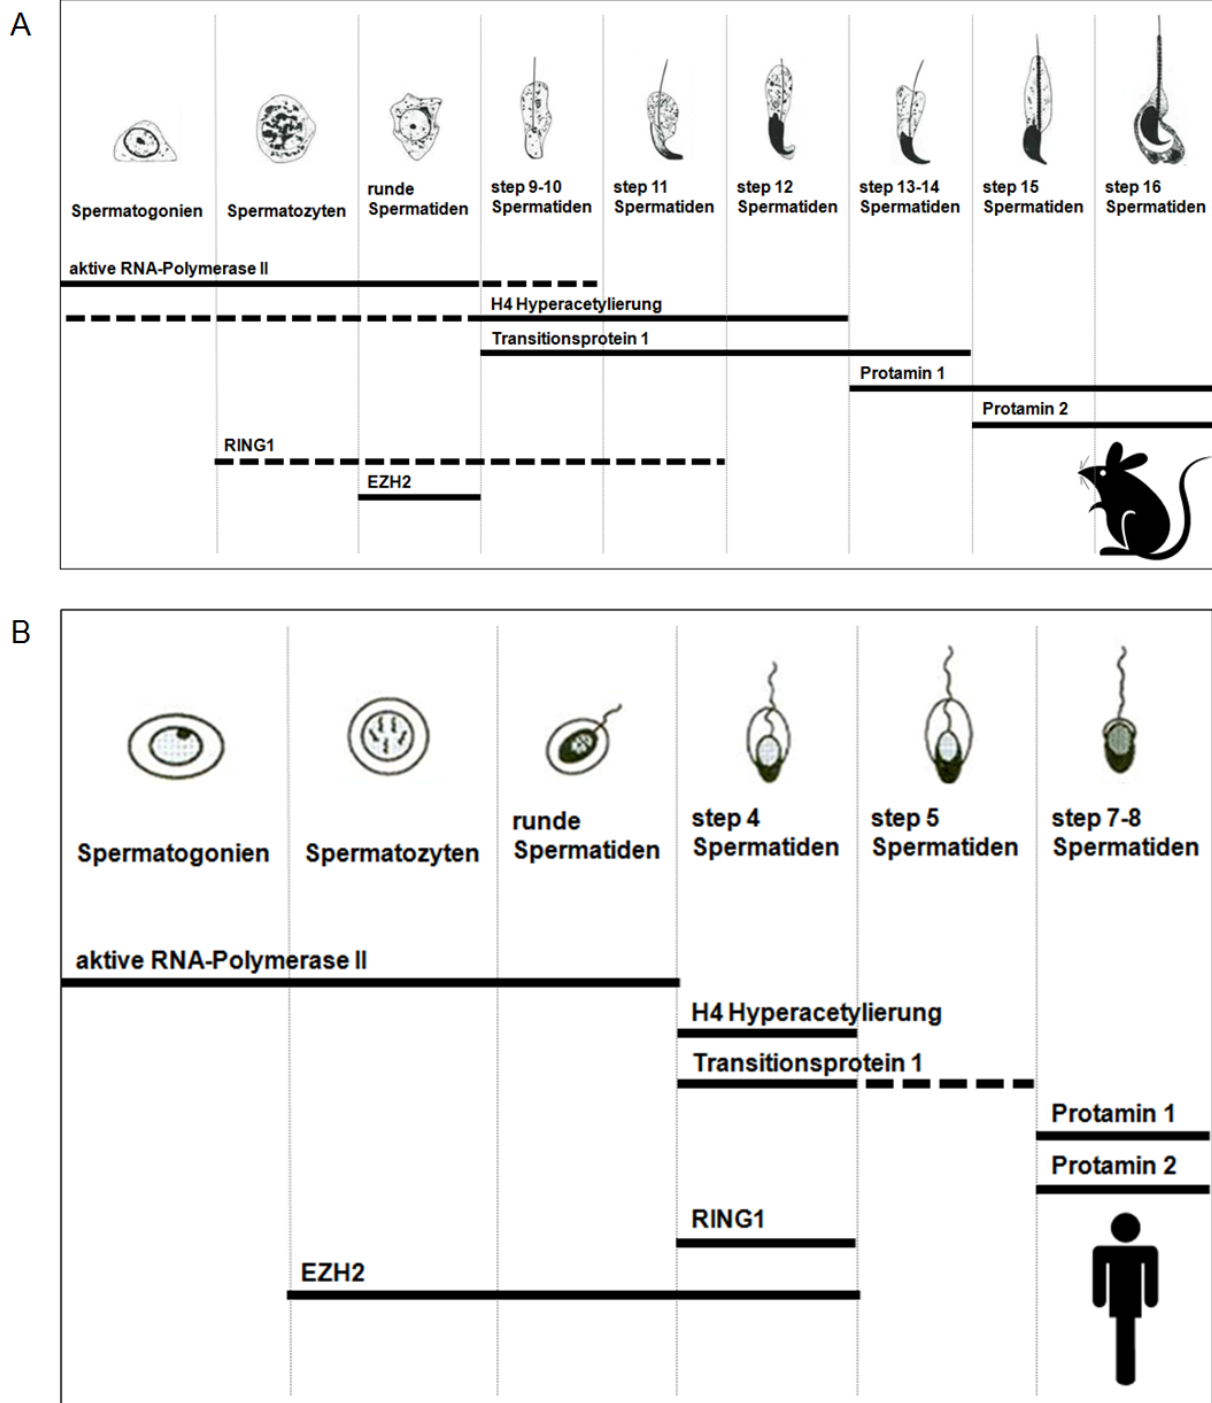 A
Spermatogonien
Spermatozyten
runde
Spermatiden
step 9-10
Spermatiden
step 11
Spermatiden
step 12
Spermatiden
step 13-14
Spermatiden
step 15
Spermatiden
step 16
Spermatiden
aktive RNA-Polymerase II
H4 Hyperacetylierung
Transitionsprotein 1
Protamin 1
Protamin 2
RING1
EZH2
B
Spermatogonien
Spermatozyten
runde
Spermatiden
step 4
Spermatiden
step 5
Spermatiden
step 7-8
Spermatiden
aktive RNA-Polymerase II
H4 Hyperacetylierung
Transitionsprotein 1
Protamin 1
Protamin 2
RING1
EZH2